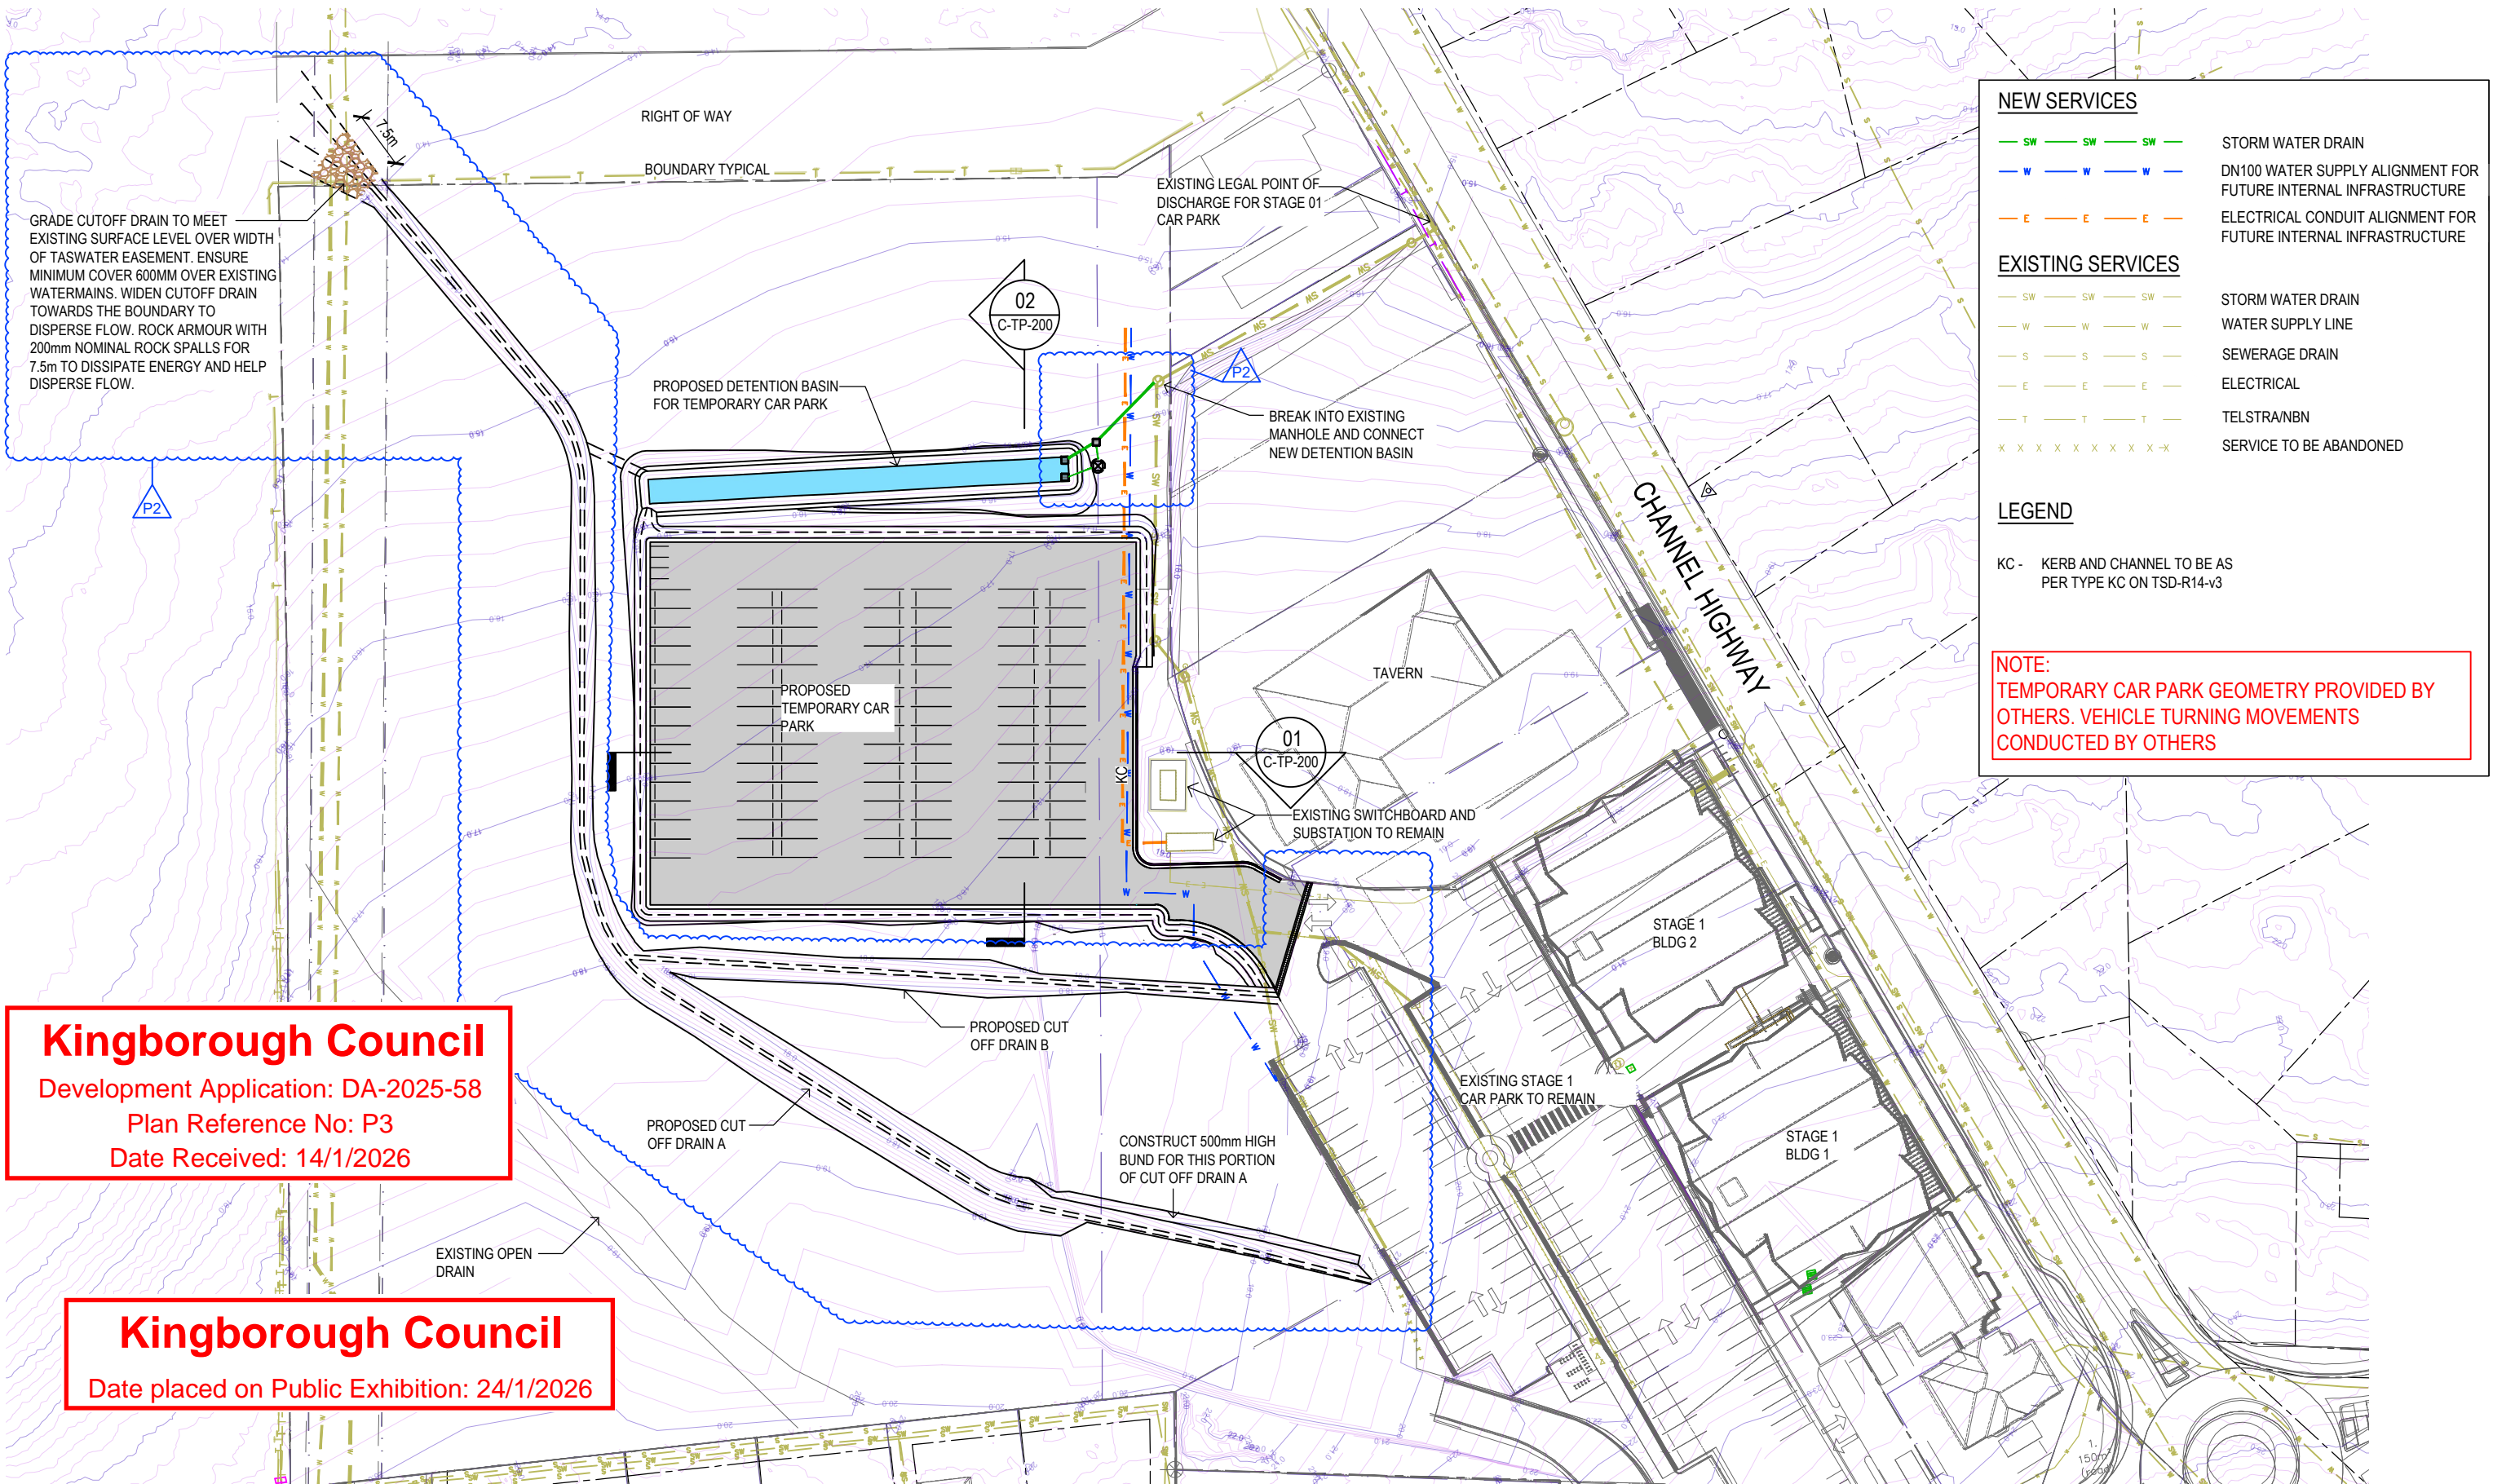 RIGHT OF WAY
BOUNDARY TYPICAL
7.5m
GRADE CUTOFF DRAIN TO MEET
EXISTING SURFACE LEVEL OVER WIDTH
OF TASWATER EASEMENT. ENSURE
MINIMUM COVER 600MM OVER EXISTING
WATERMAINS. WIDEN CUTOFF DRAIN
TOWARDS THE BOUNDARY TO
DISPERSE FLOW. ROCK ARMOUR WITH
200mm NOMINAL ROCK SPALLS FOR
7.5m TO DISSIPATE ENERGY AND HELP
DISPERSE FLOW.
P2
EXISTING LEGAL POINT OF
DISCHARGE FOR STAGE 01
CAR PARK
02
C-TP-200
PROPOSED DETENTION BASIN
FOR TEMPORARY CAR PARK
P2
BREAK INTO EXISTING
MANHOLE AND CONNECT
NEW DETENTION BASIN
CHANNEL HIGHWAY
TAVERN
PROPOSED
TEMPORARY CAR
PARK
KC
01
C-TP-200
EXISTING SWITCHBOARD AND
SUBSTATION TO REMAIN
STAGE 1
BLDG 2
PROPOSED CUT
OFF DRAIN B
EXISTING STAGE 1
CAR PARK TO REMAIN
PROPOSED CUT
OFF DRAIN A
CONSTRUCT 500mm HIGH
BUND FOR THIS PORTION
OF CUT OFF DRAIN A
STAGE 1
BLDG 1
EXISTING OPEN
DRAIN
NEW SERVICES
SW SW SW STORM WATER DRAIN
W W W DN100 WATER SUPPLY ALIGNMENT FOR
FUTURE INTERNAL INFRASTRUCTURE
E E E ELECTRICAL CONDUIT ALIGNMENT FOR
FUTURE INTERNAL INFRASTRUCTURE
EXISTING SERVICES
SW SW SW STORM WATER DRAIN
W W W WATER SUPPLY LINE
S S S SEWERAGE DRAIN
E E E ELECTRICAL
T T T TELSTRA/NBN
X X X X X X X X X X SERVICE TO BE ABANDONED
LEGEND
KC - KERB AND CHANNEL TO BE AS
PER TYPE KC ON TSD-R14-v3
NOTE:
TEMPORARY CAR PARK GEOMETRY PROVIDED BY
OTHERS. VEHICLE TURNING MOVEMENTS
CONDUCTED BY OTHERS
Kingborough Council
Development Application: DA-2025-58
Plan Reference No: P3
Date Received: 14/1/2026
Kingborough Council
Date placed on Public Exhibition: 24/1/2026